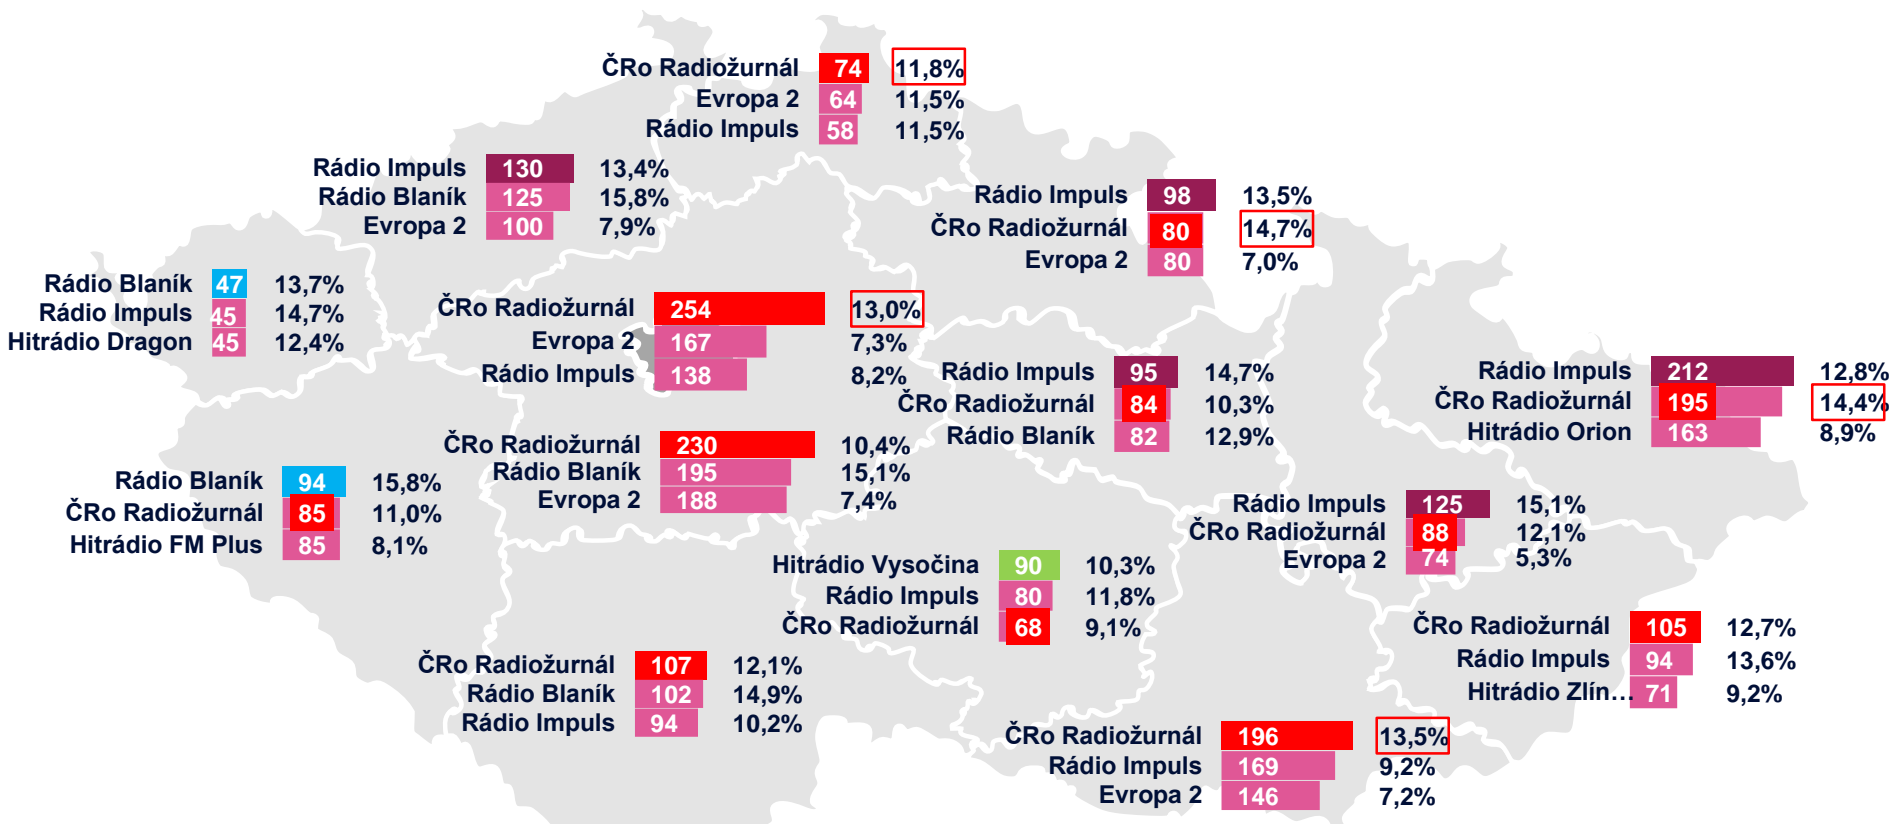 ČRo Radiožurnál 74 11,8%
Evropa 2 64 11,5%
Rádio Impuls 58 11,5%
Rádio Impuls 130 13,4%
Rádio Blaník 125 15,8%
Evropa 2 100 7,9%
Rádio Impuls 98 13,5%
ČRo Radiožurnál 80 14,7%
Evropa 2 80 7,0%
Rádio Blaník 47 13,7%
Rádio Impuls 45 14,7%
Hitrádio Dragon 45 12,4%
ČRo Radiožurnál 254 13,0%
Evropa 2 167 7,3%
Rádio Impuls 138 8,2%
Rádio Impuls 95 14,7%
ČRo Radiožurnál 84 10,3%
Rádio Blaník 82 12,9%
Rádio Impuls 212 12,8%
ČRo Radiožurnál 195 14,4%
Hitrádio Orion 163 8,9%
ČRo Radiožurnál 230 10,4%
Rádio Blaník 195 15,1%
Evropa 2 188 7,4%
Rádio Blaník 94 15,8%
ČRo Radiožurnál 85 11,0%
Hitrádio FM Plus 85 8,1%
Rádio Impuls 125 15,1%
ČRo Radiožurnál 88 12,1%
Evropa 2 74 5,3%
Hitrádio Vysočina 90 10,3%
Rádio Impuls 80 11,8%
ČRo Radiožurnál 68 9,1%
ČRo Radiožurnál 105 12,7%
Rádio Impuls 94 13,6%
Hitrádio Zlín... 71 9,2%
ČRo Radiožurnál 107 12,1%
Rádio Blaník 102 14,9%
Rádio Impuls 94 10,2%
ČRo Radiožurnál 196 13,5%
Rádio Impuls 169 9,2%
Evropa 2 146 7,2%